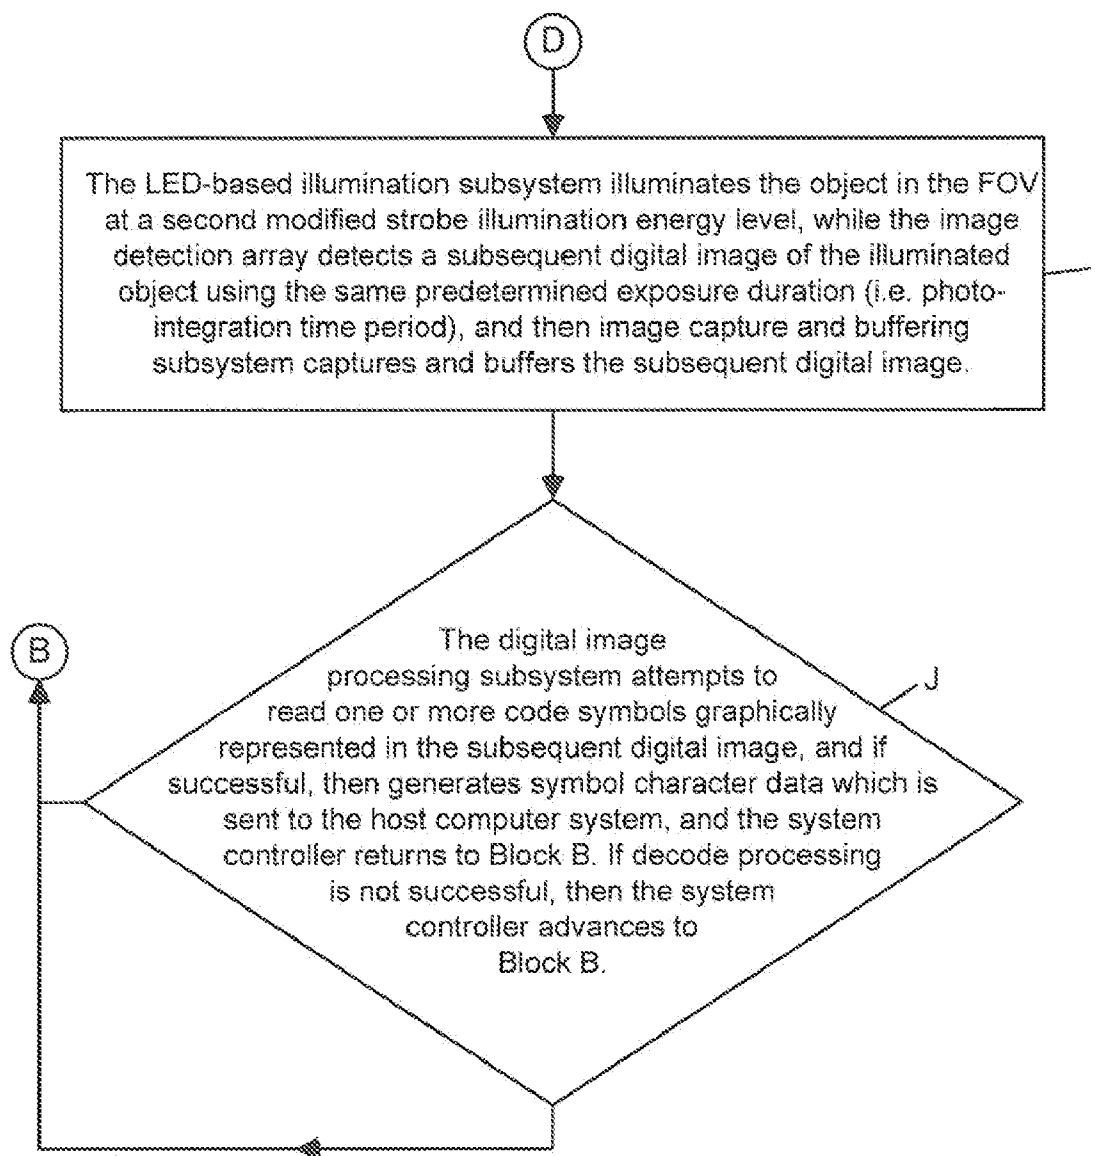 D
The LED-based illumination subsystem illuminates the object in the FOV
at a second modified strobe illumination energy level, while the image
detection array detects a subsequent digital image of the illuminated
object using the same predetermined exposure duration (i.e. photo-
integration time period), and then image capture and buffering
subsystem captures and buffers the subsequent digital image.
B
The digital image
processing subsystem attempts to
J
read one or more code symbols graphically
represented in the subsequent digital image, and if
successful, then generates symbol character data which is
sent to the host computer system, and the system
controller returns to Block B. If decode processing
is not successful, then the system
controller advances to
Block B.